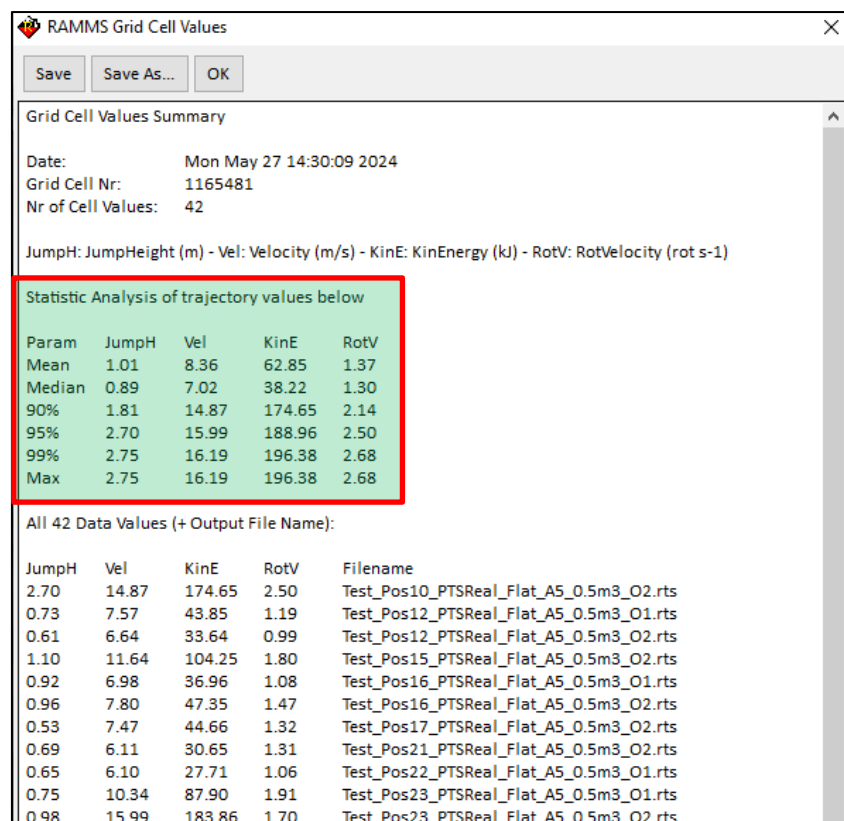 RAMMS Grid Cell Values
Save Save As... OK
Grid Cell Values Summary
Date: Mon May 27 14:30:09 2024
Grid Cell Nr: 1165481
Nr of Cell Values: 42
JumpH: JumpHeight (m) - Vel: Velocity (m/s) - KinE: KinEnergy (kJ) - RotV: RotVelocity (rot s-1)
Statistic Analysis of trajectory values below
Param JumpH Vel KinE RotV
Mean 1.01 8.36 62.85 1.37
Median 0.89 7.02 38.22 1.30
90% 1.81 14.87 174.65 2.14
95% 2.70 15.99 188.96 2.50
99% 2.75 16.19 196.38 2.68
Max 2.75 16.19 196.38 2.68
All 42 Data Values (+ Output File Name):
JumpH Vel KinE RotV Filename
2.70 14.87 174.65 2.50 Test_Pos10_PTSReal_Flat_A5_0.5m3_O2.rts
0.73 7.57 43.85 1.19 Test_Pos12_PTSReal_Flat_A5_0.5m3_O1.rts
0.61 6.64 33.64 0.99 Test_Pos12_PTSReal_Flat_A5_0.5m3_O2.rts
1.10 11.64 104.25 1.80 Test_Pos15_PTSReal_Flat_A5_0.5m3_O2.rts
0.92 6.98 36.96 1.08 Test_Pos16_PTSReal_Flat_A5_0.5m3_O1.rts
0.96 7.80 47.35 1.47 Test_Pos16_PTSReal_Flat_A5_0.5m3_O2.rts
0.53 7.47 44.66 1.32 Test_Pos17_PTSReal_Flat_A5_0.5m3_O2.rts
0.69 6.11 30.65 1.31 Test_Pos21_PTSReal_Flat_A5_0.5m3_O2.rts
0.65 6.10 27.71 1.06 Test_Pos22_PTSReal_Flat_A5_0.5m3_O1.rts
0.75 10.34 87.90 1.91 Test_Pos23_PTSReal_Flat_A5_0.5m3_O1.rts
0.98 15.99 183.86 1.70 Test_Pos23_PTSReal_Flat_A5_0.5m3_O2.rts